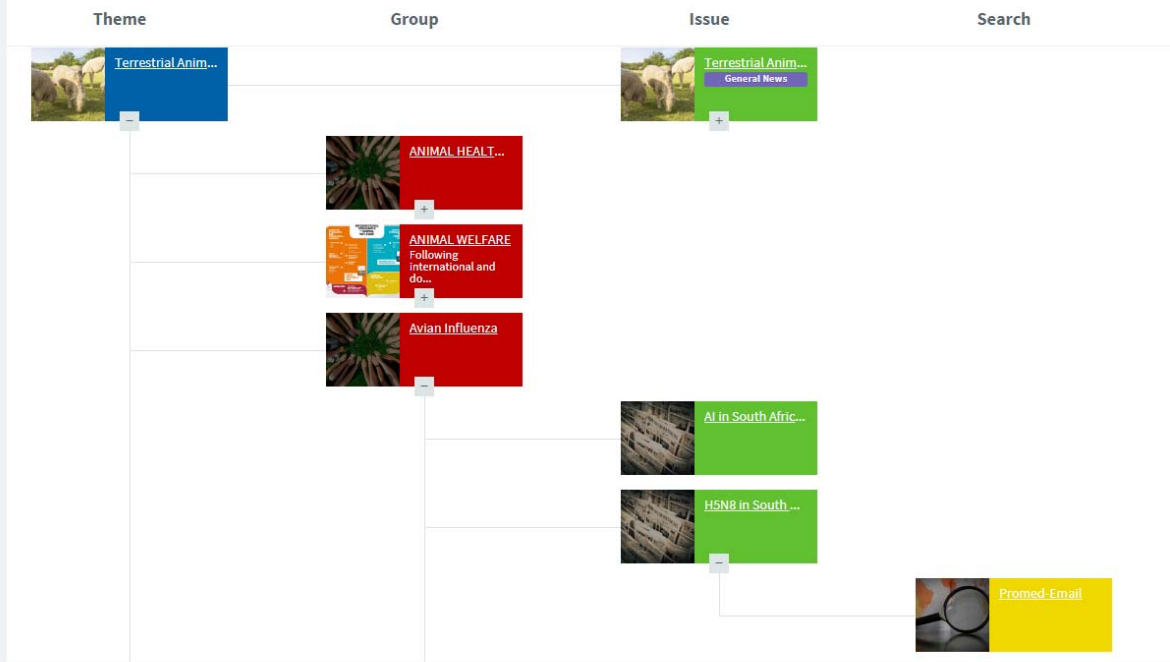 Theme Group Issue Search
Terrestrial Anim...
Terrestrial Anim...
General News
−
+
ANIMAL HEALT...
+
ANIMAL WELFARE
Following
international and
do...
+
Avian Influenza
−
AI in South Afric...
H5N8 in South ...
−
Promed-Email